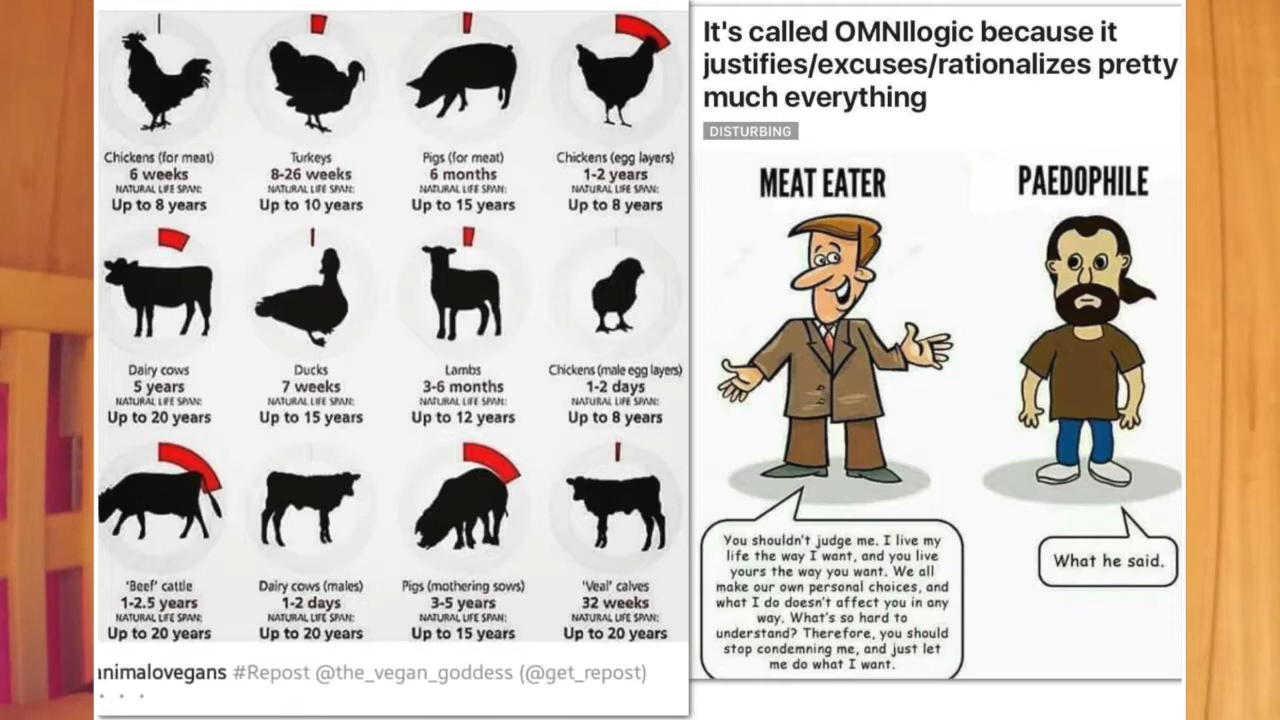 Chickens (for meat)
6 weeks
NATURAL LIFE SPAN:
Up to 8 years
Turkeys
8-26 weeks
NATURAL LIFE SPAN:
Up to 10 years
Pigs (for meat)
6 months
NATURAL LIFE SPAN:
Up to 15 years
Chickens (egg layers)
1-2 years
NATURAL LIFE SPAN:
Up to 8 years
Dairy cows
5 years
NATURAL LIFE SPAN:
Up to 20 years
Ducks
7 weeks
NATURAL LIFE SPAN:
Up to 15 years
Lambs
3-6 months
NATURAL LIFE SPAN:
Up to 12 years
Chickens (male egg layers)
1-2 days
NATURAL LIFE SPAN:
Up to 8 years
'Beef' cattle
1-2.5 years
NATURAL LIFE SPAN:
Up to 20 years
Dairy cows (males)
1-2 days
NATURAL LIFE SPAN:
Up to 20 years
Pigs (mothering sows)
3-5 years
NATURAL LIFE SPAN:
Up to 15 years
'Veal' calves
32 weeks
NATURAL LIFE SPAN:
Up to 20 years
animalovegans #Repost @the_vegan_goddess (@get_repost)
. . .
It's called OMNIlogic because it
justifies/excuses/rationalizes pretty
much everything
DISTURBING
MEAT EATER
PAEDOPHILE
You shouldn't judge me. I live my
life the way I want, and you live
yours the way you want. We all
make our own personal choices, and
what I do doesn't affect you in any
way. What's so hard to
understand? Therefore, you should
stop condemning me, and just let
me do what I want.
What he said.